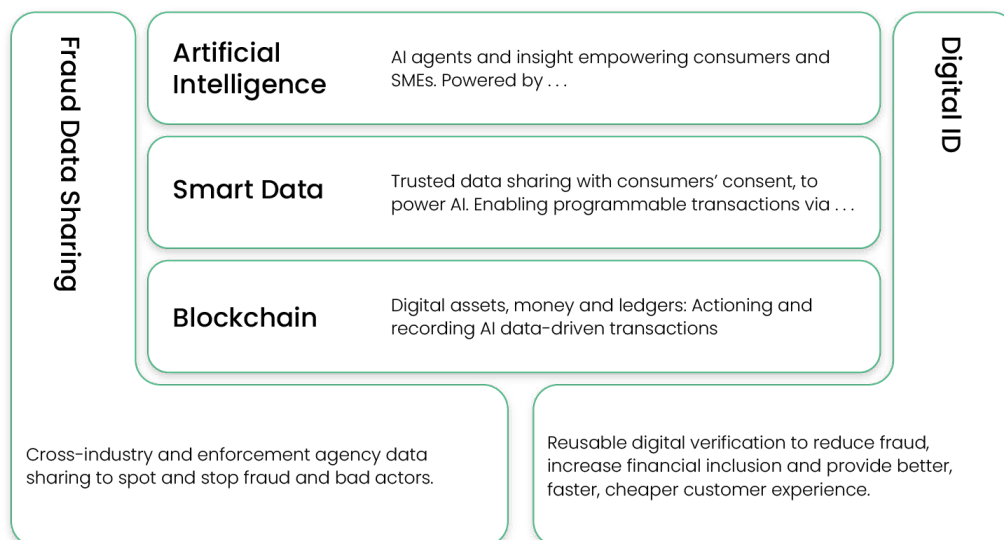 Fraud Data Sharing
Artificial
Intelligence
AI agents and insight empowering consumers and
SMEs. Powered by . . .
Smart Data
Trusted data sharing with consumers’ consent, to
power AI. Enabling programmable transactions via . . .
Blockchain
Digital assets, money and ledgers: Actioning and
recording AI data-driven transactions
Digital ID
Cross-industry and enforcement agency data
sharing to spot and stop fraud and bad actors.
Reusable digital verification to reduce fraud,
increase financial inclusion and provide better,
faster, cheaper customer experience.